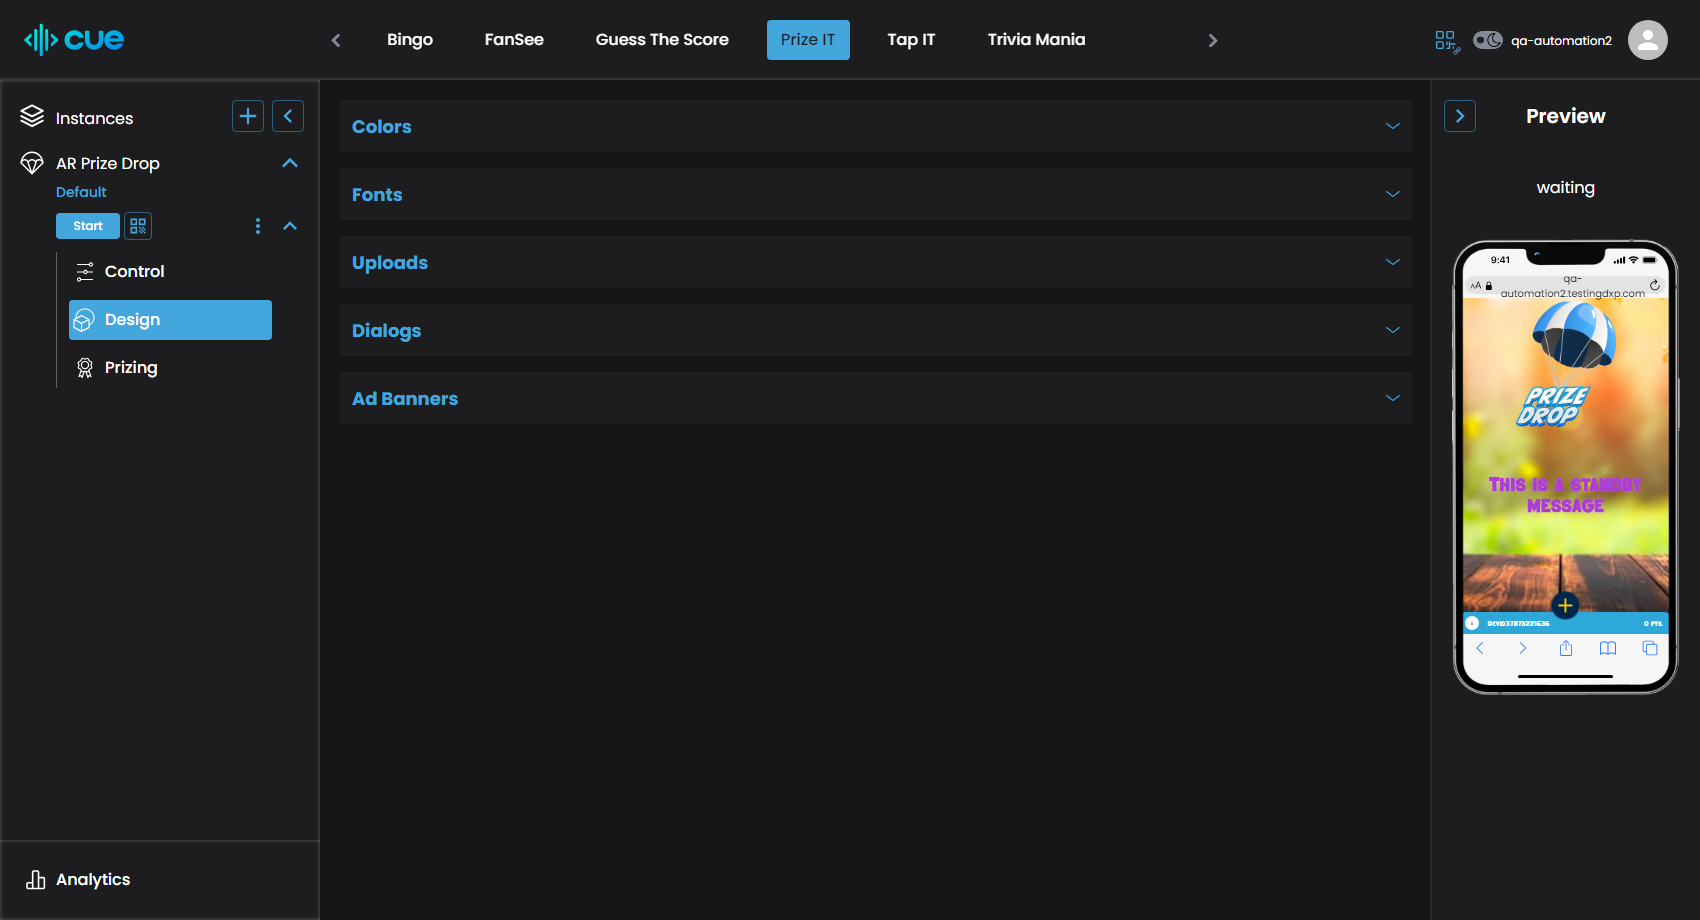 cue
Bingo
FanSee
Guess The Score
Prize IT
Tap IT
Trivia Mania
qa-automation2
Instances
AR Prize Drop
Default
Start
Control
Design
Prizing
Analytics
Colors
Fonts
Uploads
Dialogs
Ad Banners
Preview
waiting
9:41
AA
qa-
automation2.testingdxp.com
PRIZE
DROP
THIS IS A STANDBY
MESSAGE
0 PTS.